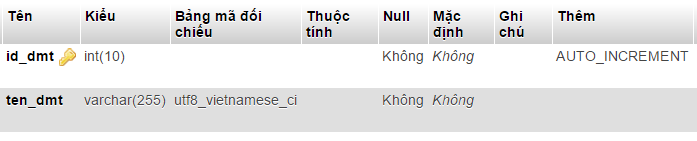 Tên Kiểu Bảng mã đối chiếu Thuộc tính Null Mặc định Ghi chú Thêm
id_dmt int(10) Không Không AUTO_INCREMENT
ten_dmt varchar(255) utf8_vietnamese_ci Không Không